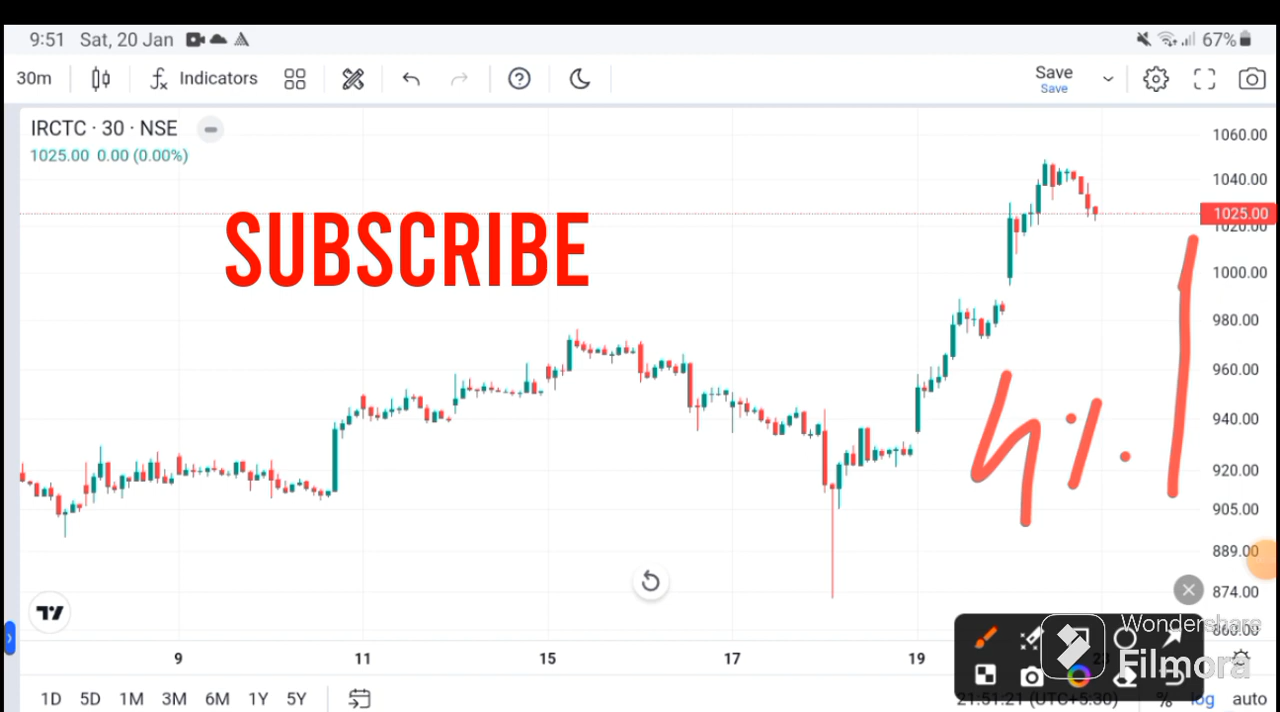 9:51 Sat, 20 Jan 67%
30m Indicators Save
Save
IRCTC · 30 · NSE
1025.00 0.00 (0.00%)
SUBSCRIBE
1060.00
1040.00
1025.00
1020.00
1000.00
980.00
960.00
940.00
920.00
905.00
889.00
874.00
860.00
4%
Wondershare
Filmora
9 11 15 17 19 23
1D 5D 1M 3M 6M 1Y 5Y 21:51:21 (UTC+5:30) % log auto